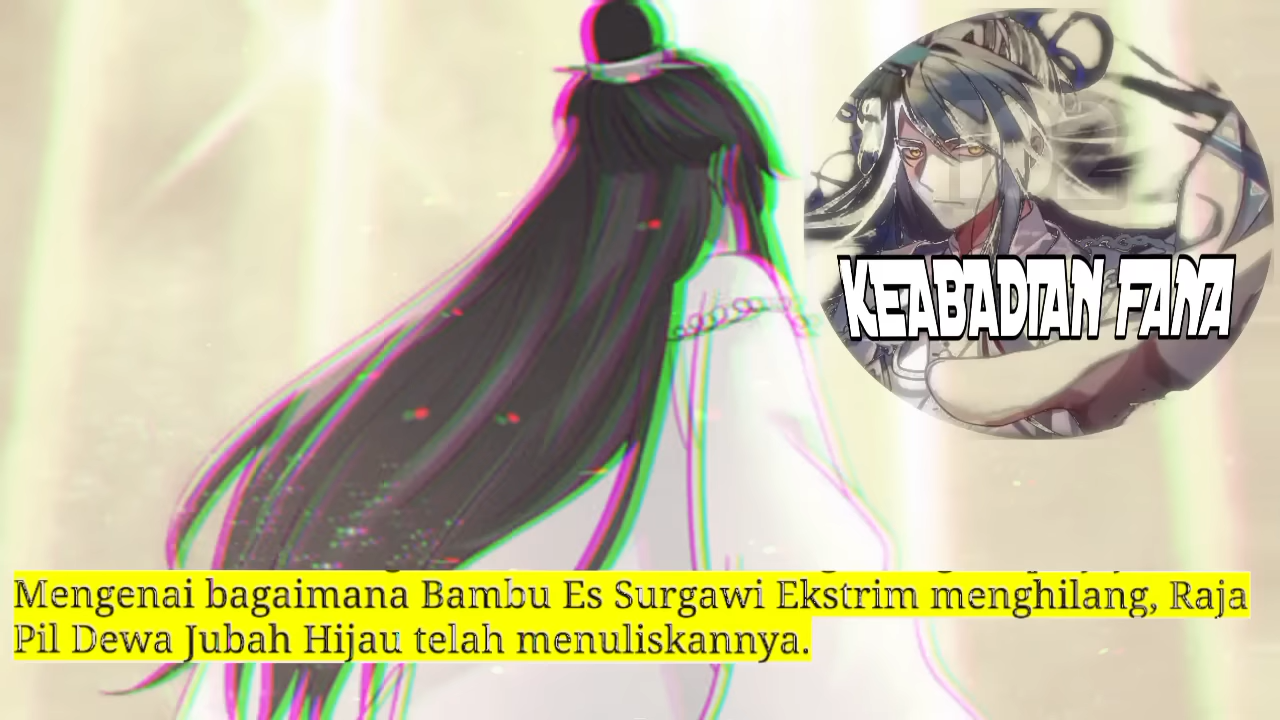 KEABADIAN FANA
Mengenai bagaimana Bambu Es Surgawi Ekstrim menghilang, Raja
Pil Dewa Jubah Hijau telah menuliskannya.